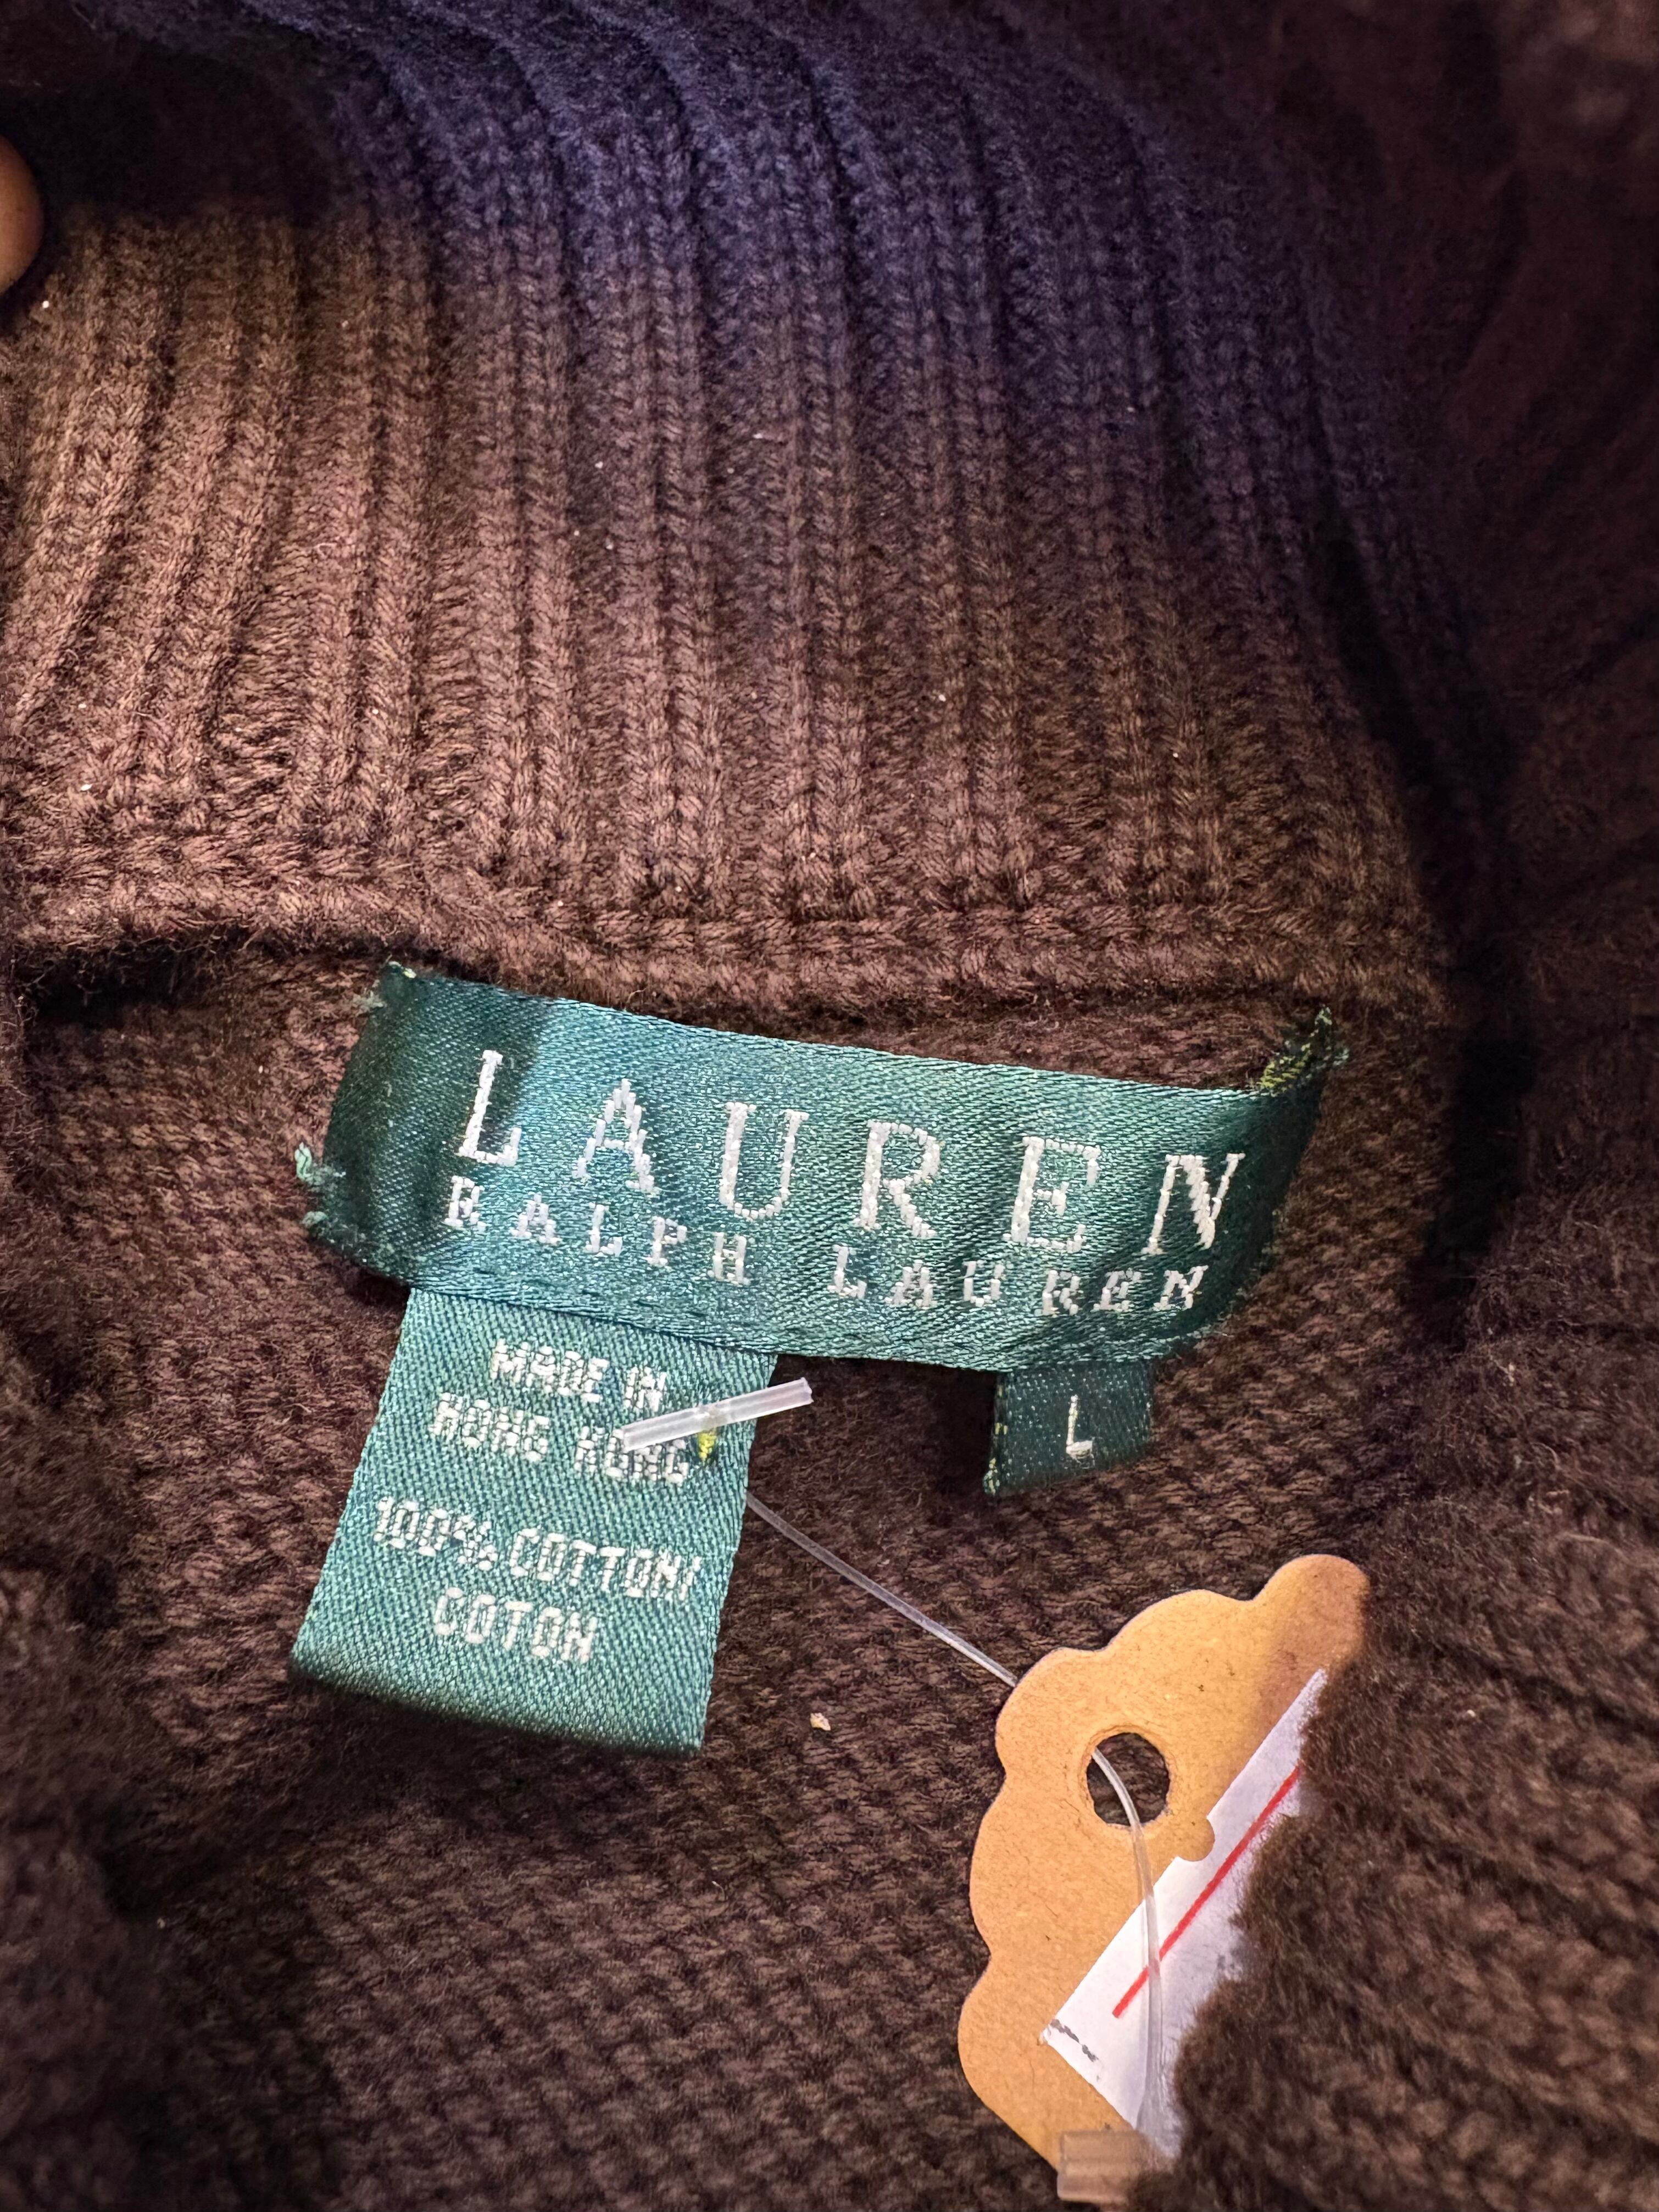 LAUREN
RALPH LAUREN
L
MADE IN
HONG KONG
100% COTTON/
COTON